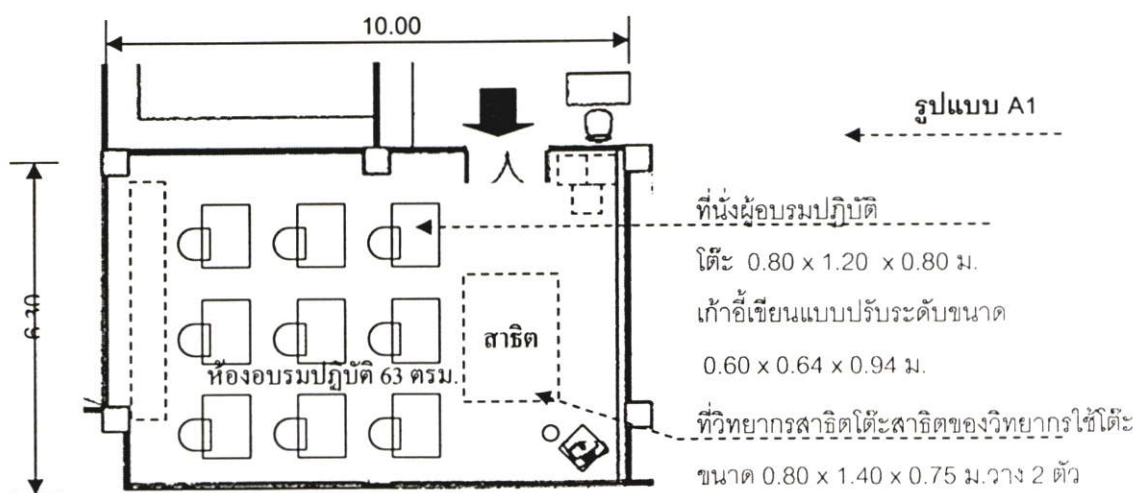 10.00
รูปแบบ A1
ที่นั่งผู้อบรมปฏิบัติ
โต๊ะ 0.80 x 1.20 x 0.80 ม.
เก้าอี้เขียนแบบปรับระดับขนาด
0.60 x 0.64 x 0.94 ม.
สาธิต
ห้องอบรมปฏิบัติ 63 ตรม.
ที่วิทยากรสาธิตโต๊ะสาธิตของวิทยากรใช้โต๊ะ
ขนาด 0.80 x 1.40 x 0.75 ม.วาง 2 ตัว